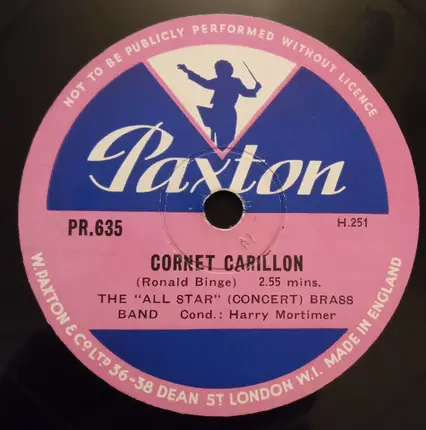 NOT TO BE PUBLICLY PERFORMED WITHOUT LICENCE
Paxton
PR.635
H.251
CORNET CARILLON
(Ronald Binge) 2.55 mins.
THE "ALL STAR" (CONCERT) BRASS
BAND Cond.: Harry Mortimer
W. PAXTON & CO. LTD 36-38 DEAN ST LONDON W.1. MADE IN ENGLAND